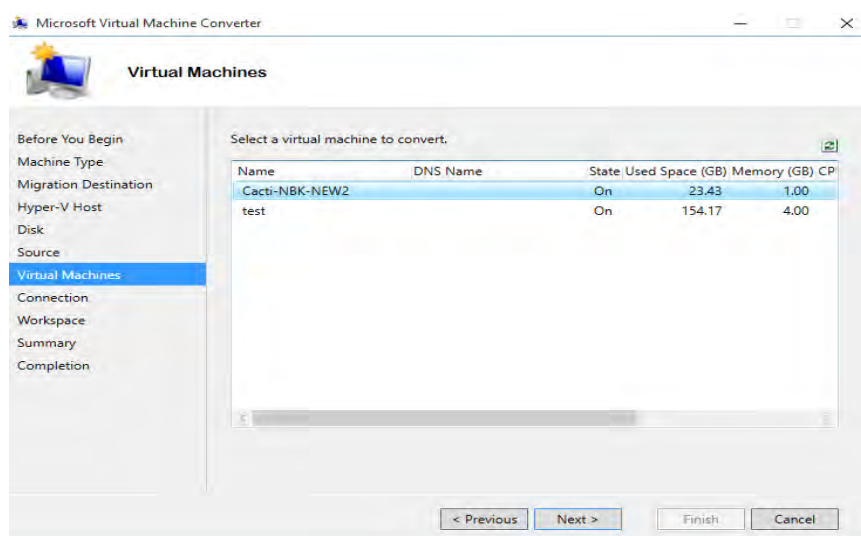 Microsoft Virtual Machine Converter
Virtual Machines
Before You Begin
Machine Type
Migration Destination
Hyper-V Host
Disk
Source
Virtual Machines
Connection
Workspace
Summary
Completion
Select a virtual machine to convert.
Name DNS Name State Used Space (GB) Memory (GB) CP
Cacti-NBK-NEW2 On 23.43 1.00
test On 154.17 4.00
< Previous Next > Finish Cancel